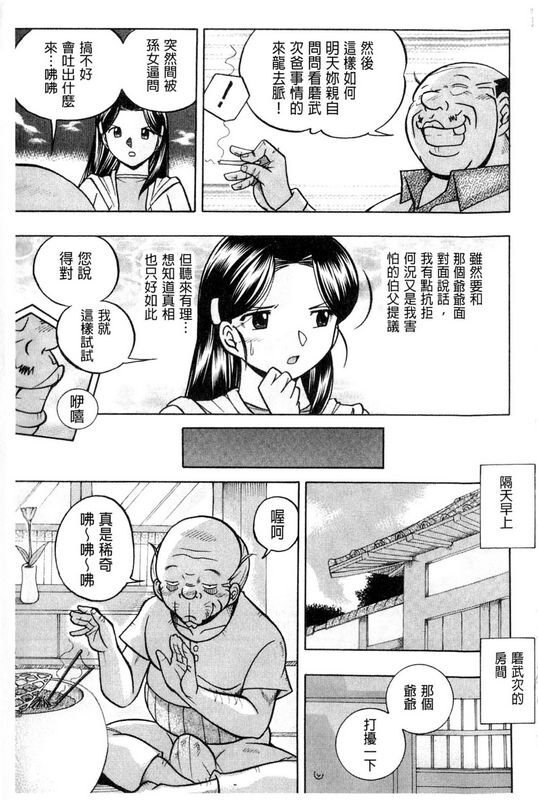 然後
這樣如何
明天妳親自
問問看磨武
次爸事情的
來龍去脈！
突然間被
孫女逼問
搞不好
會吐出什麼
來…咈咈
雖然要和
那個爺爺面
對面說話，
我有點抗拒
何況又是我害
怕的伯父提議
但聽來有理…
想知道真相
也只好如此
您說
得對
我就
這樣試試
咿嘻
隔天早上
磨武次的
房間
那個
爺爺
打擾一下
喔呵
真是稀奇
咈～咈～咈